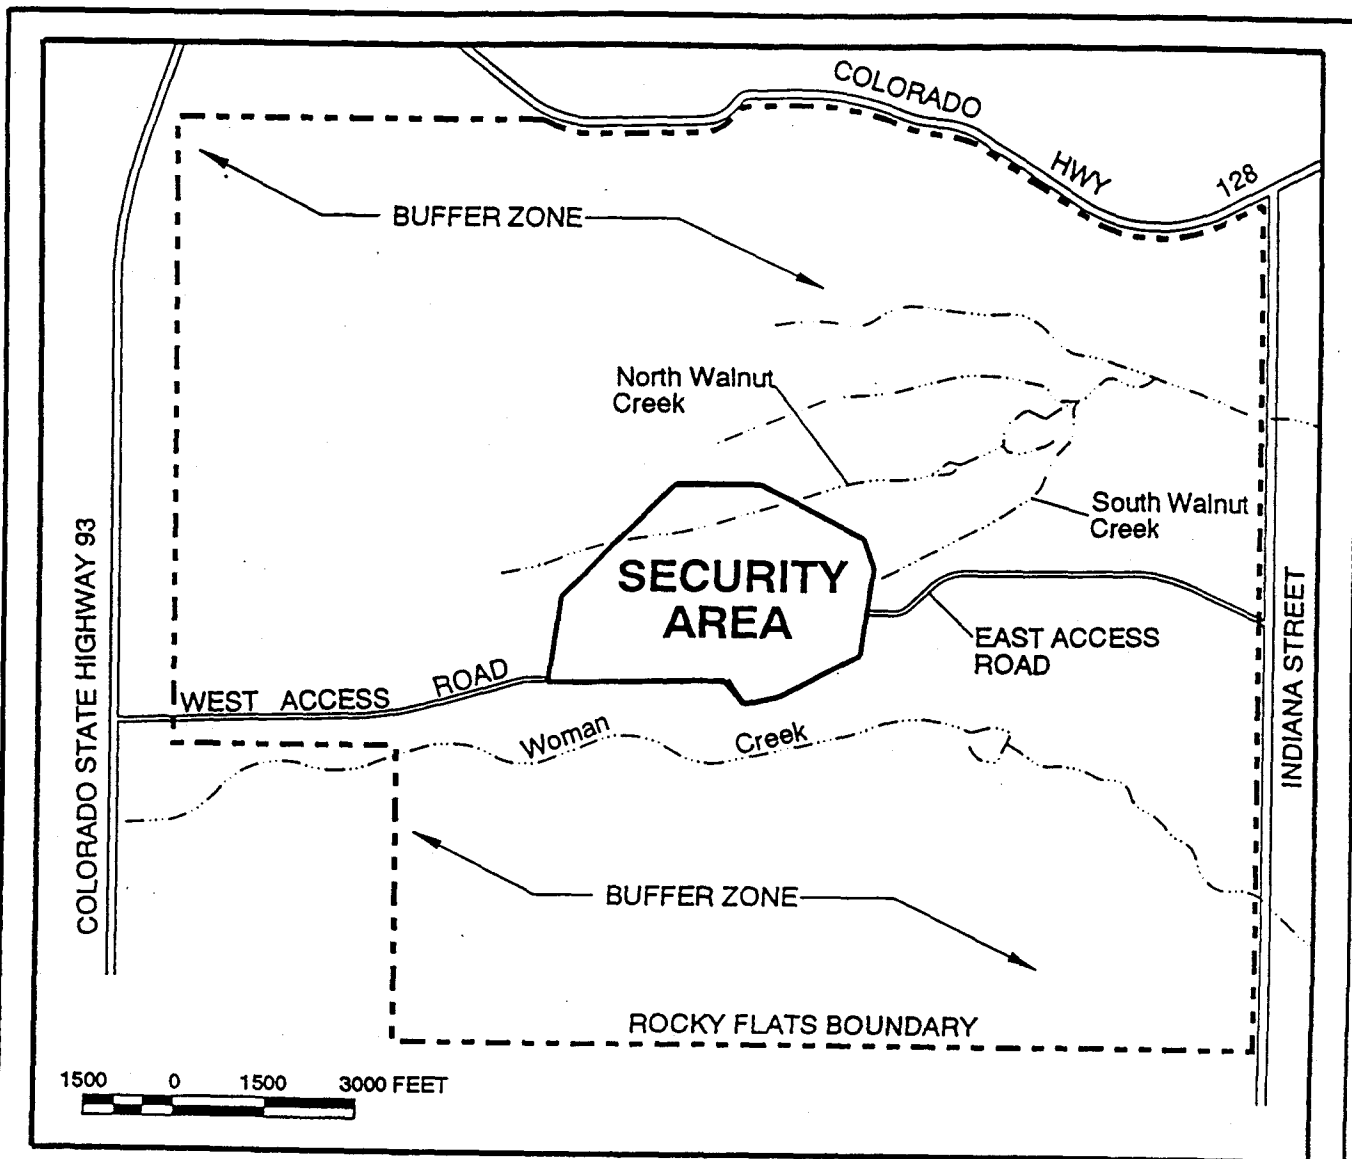 COLORADO
HWY
128
BUFFER ZONE
North Walnut
Creek
South Walnut
Creek
SECURITY
AREA
EAST ACCESS
ROAD
WEST ACCESS ROAD
Woman Creek
COLORADO STATE HIGHWAY 93
INDIANA STREET
BUFFER ZONE
ROCKY FLATS BOUNDARY
1500 0 1500 3000 FEET